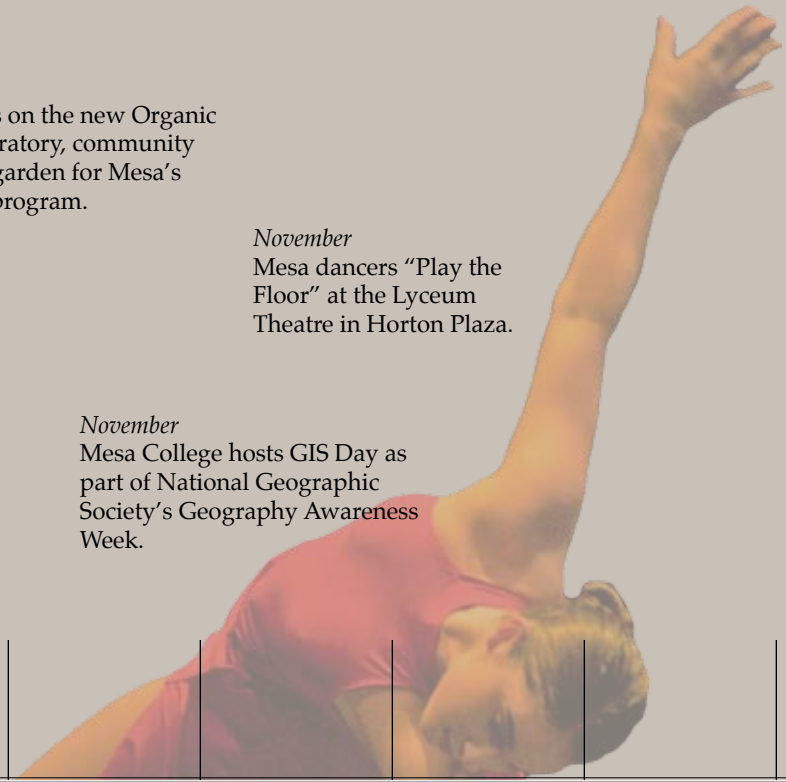 s on the new Organic
ratory, community
garden for Mesa's
program.
November
Mesa dancers “Play the
Floor” at the Lyceum
Theatre in Horton Plaza.
November
Mesa College hosts GIS Day as
part of National Geographic
Society's Geography Awareness
Week.